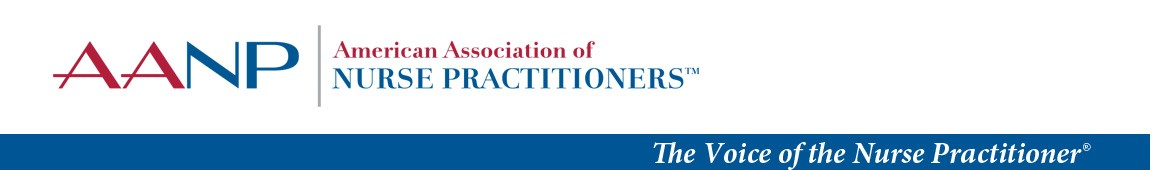 AANP
American Association of
NURSE PRACTITIONERS™
The Voice of the Nurse Practitioner®